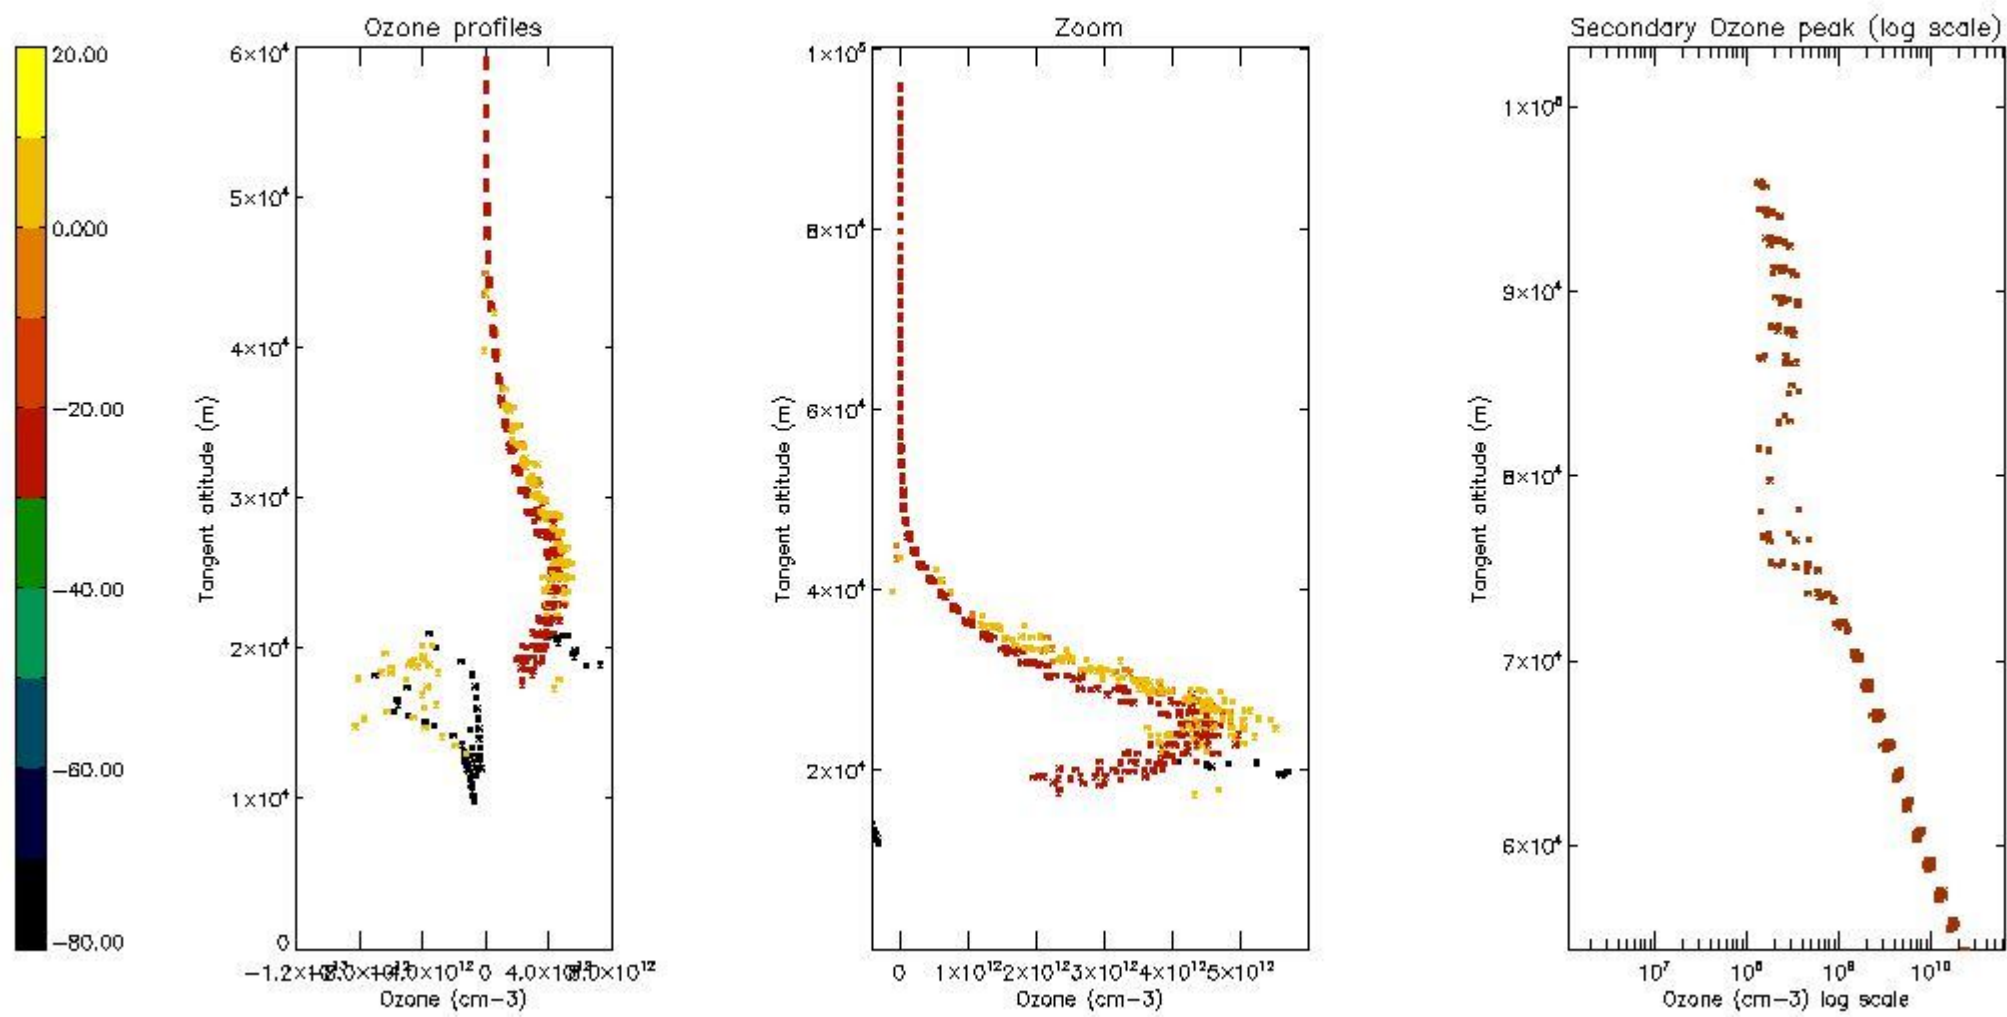 Ozone profiles
Zoom
Secondary Ozone peak (log scale)
20.00
0.000
−20.00
−40.00
−60.00
−80.00
6×10⁴
5×10⁴
4×10⁴
3×10⁴
2×10⁴
1×10⁴
0
Tangent altitude (m)
0
Ozone (cm−3)
1×10⁵
8×10⁴
6×10⁴
4×10⁴
2×10⁴
Tangent altitude (m)
0 1×10¹² 2×10¹² 3×10¹² 4×10¹² 5×10¹²
Ozone (cm−3)
9×10⁴
8×10⁴
7×10⁴
6×10⁴
Tangent altitude (m)
10⁷ 10⁸ 10⁹ 10¹⁰
Ozone (cm−3) log scale